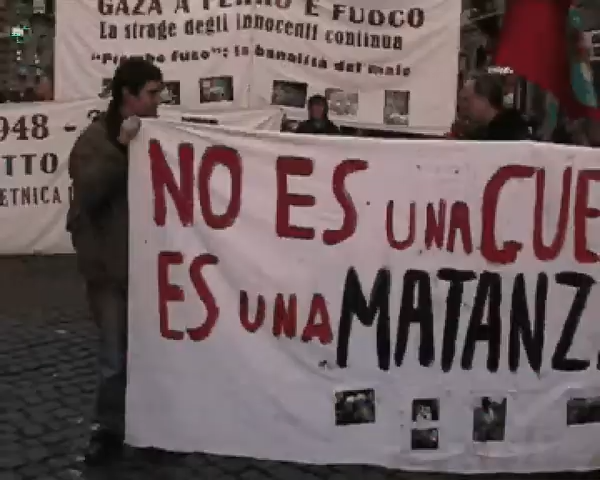 GAZA A FERRO E FUOCO
La strage degli innocenti continua
"Piombo fuso": la banalità del male
948 -
TTO
ETNICA
NO ES UNA GUE
ES UNA MATANZ